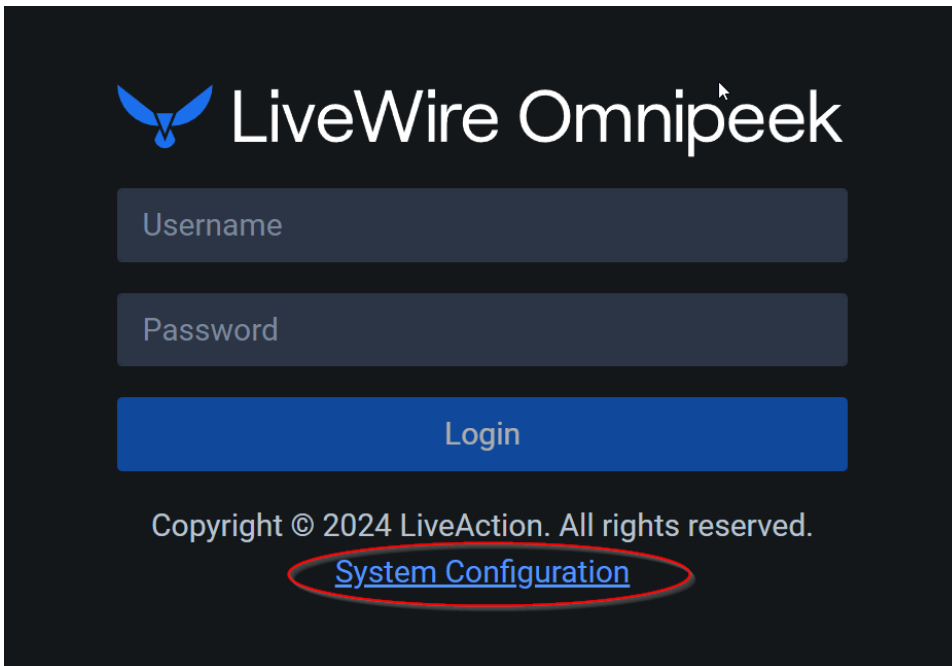 LiveWire Omnipeek
Username
Password
Login
Copyright © 2024 LiveAction. All rights reserved.
System Configuration